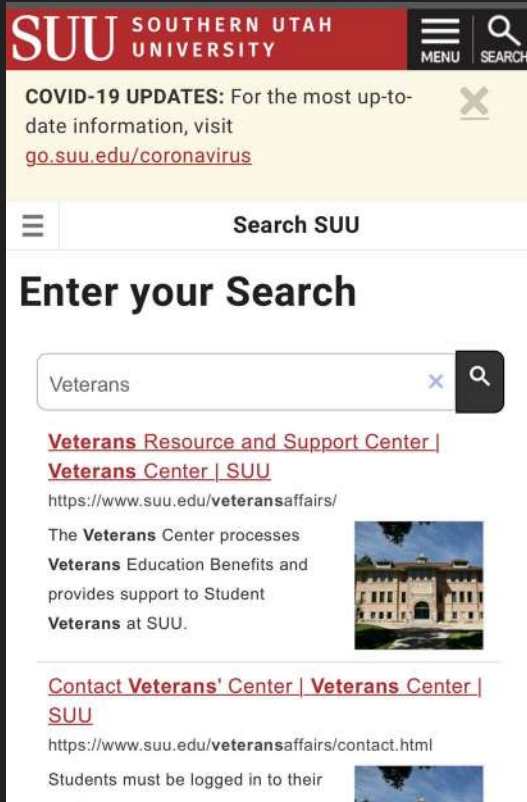 SUU SOUTHERN UTAH
UNIVERSITY
MENU SEARCH
COVID-19 UPDATES: For the most up-to-
date information, visit
go.suu.edu/coronavirus
Search SUU
Enter your Search
Veterans
Veterans Resource and Support Center |
Veterans Center | SUU
https://www.suu.edu/veteransaffairs/
The Veterans Center processes
Veterans Education Benefits and
provides support to Student
Veterans at SUU.
Contact Veterans' Center | Veterans Center |
SUU
https://www.suu.edu/veteransaffairs/contact.html
Students must be logged in to their